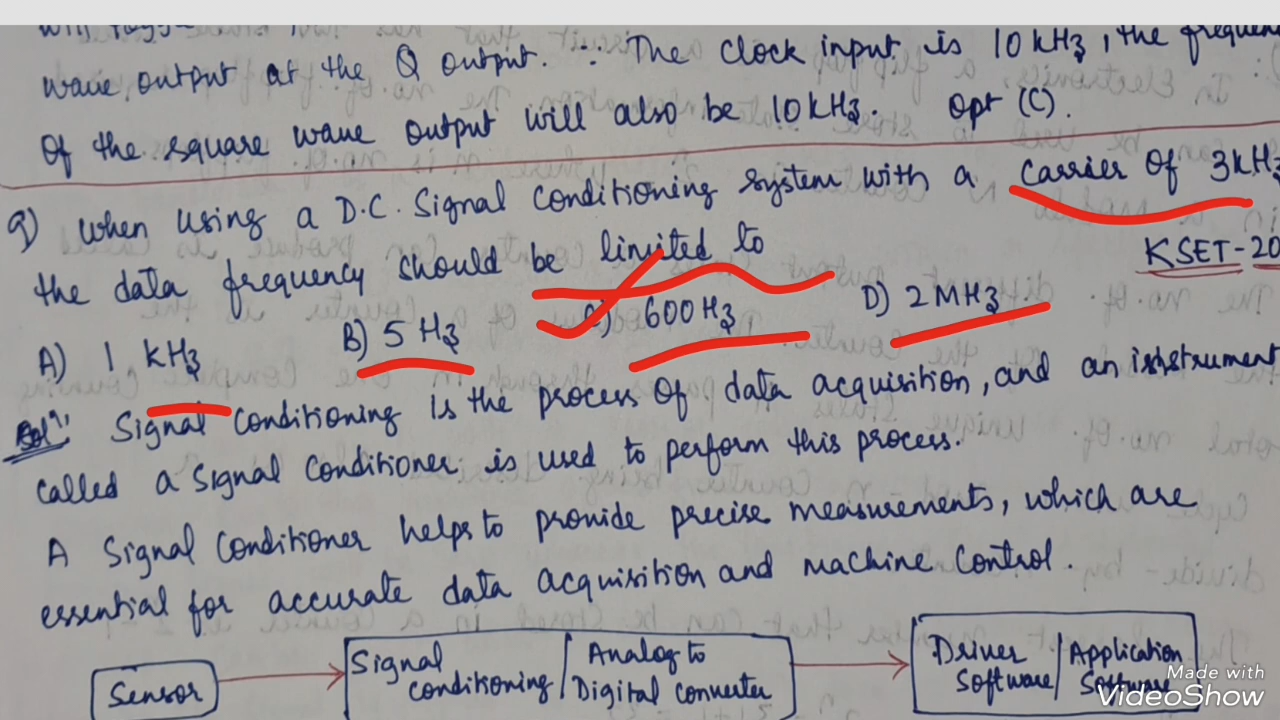 wave output at the Q output. ∵ The clock input is 10 kHz, the
of the square wave output will also be 10 kHz. opt (C).
Q) When using a D.C. Signal Conditioning system with a carrier of 3kHz
the data frequency should be limited to
KSET-20
A) 1 kHz B) 5 Hz C) 600 Hz D) 2 MHz
Sol": Signal Conditioning is the process of data acquisition, and an
called a signal conditioner is used to perform this process.
A Signal Conditioner helps to provide precise measurements, which are
essential for accurate data acquisition and machine control.
Sensor
Signal conditioning / Analog to Digital Converter
Driver Software / Application Software
Made with
VideoShow